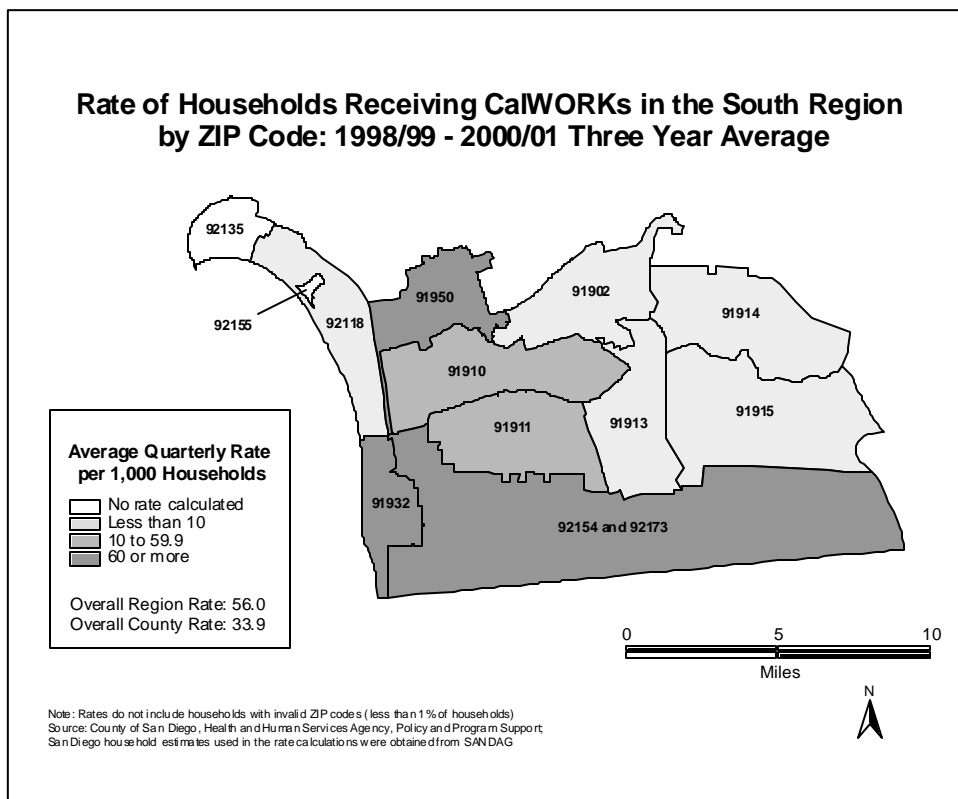 Rate of Households Receiving CalWORKs in the South Region
by ZIP Code: 1998/99 - 2000/01 Three Year Average
92135
92155
92118
91950
91902
91914
91910
91911
91913
91915
91932
92154 and 92173
Average Quarterly Rate
per 1,000 Households
No rate calculated
Less than 10
10 to 59.9
60 or more
Overall Region Rate: 56.0
Overall County Rate: 33.9
0 5 10
Miles
N
Note: Rates do not include households with invalid ZIP codes (less than 1% of households)
Source: County of San Diego, Health and Human Services Agency, Policy and Program Support;
San Diego household estimates used in the rate calculations were obtained from SANDAG